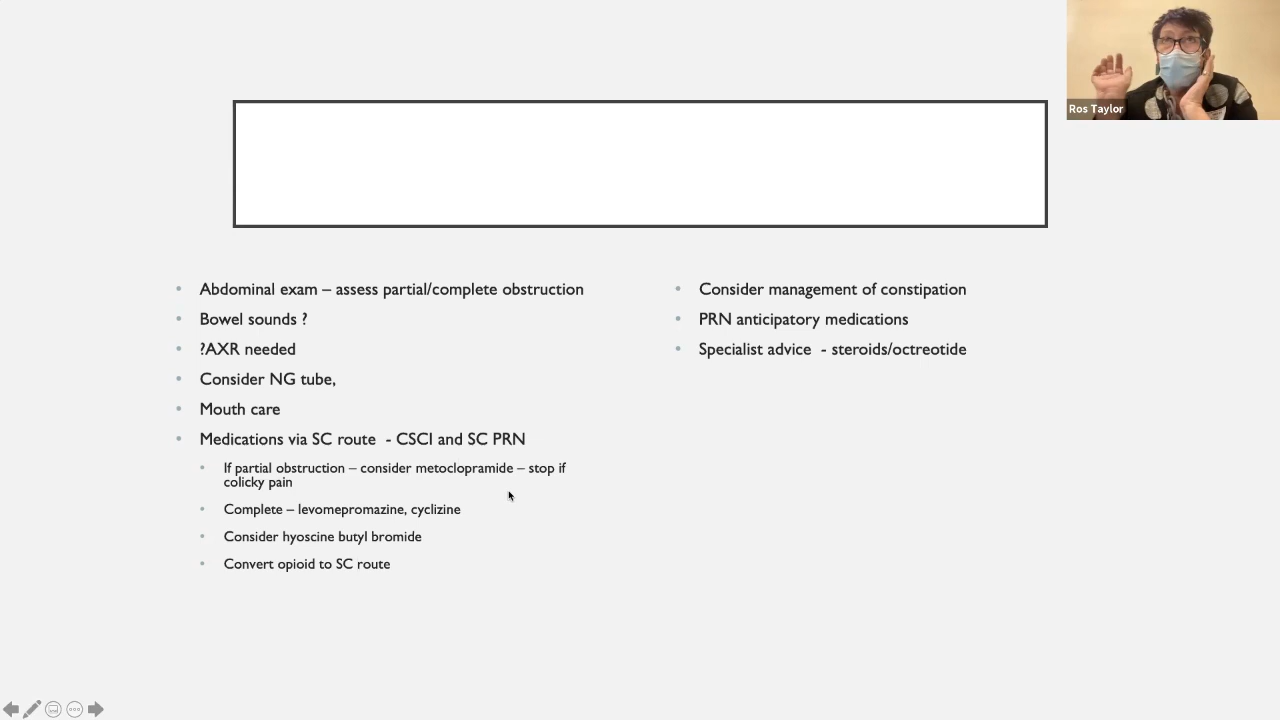 Ros Taylor
Abdominal exam – assess partial/complete obstruction
Bowel sounds ?
?AXR needed
Consider NG tube,
Mouth care
Medications via SC route  - CSCI and SC PRN
If partial obstruction – consider metoclopramide – stop if
colicky pain
Complete – levomepromazine, cyclizine
Consider hyoscine butyl bromide
Convert opioid to SC route
Consider management of constipation
PRN anticipatory medications
Specialist advice  - steroids/octreotide